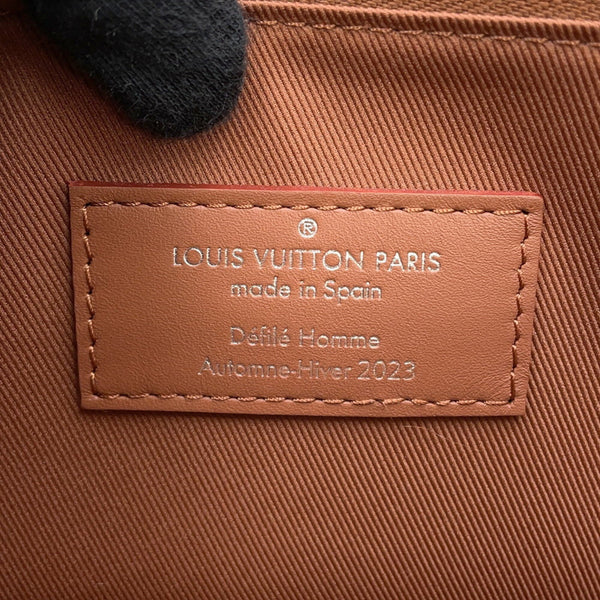 ®
LOUIS VUITTON PARIS
made in Spain
Défilé Homme
Automne-Hiver 2023